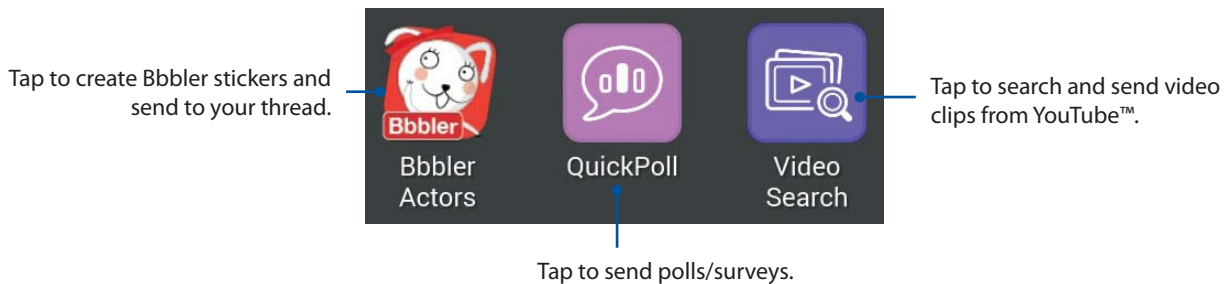 Tap to create Bbbler stickers and
send to your thread.
Bbbler
Bbbler
Actors
QuickPoll
Video
Search
Tap to search and send video
clips from YouTube™.
Tap to send polls/surveys.